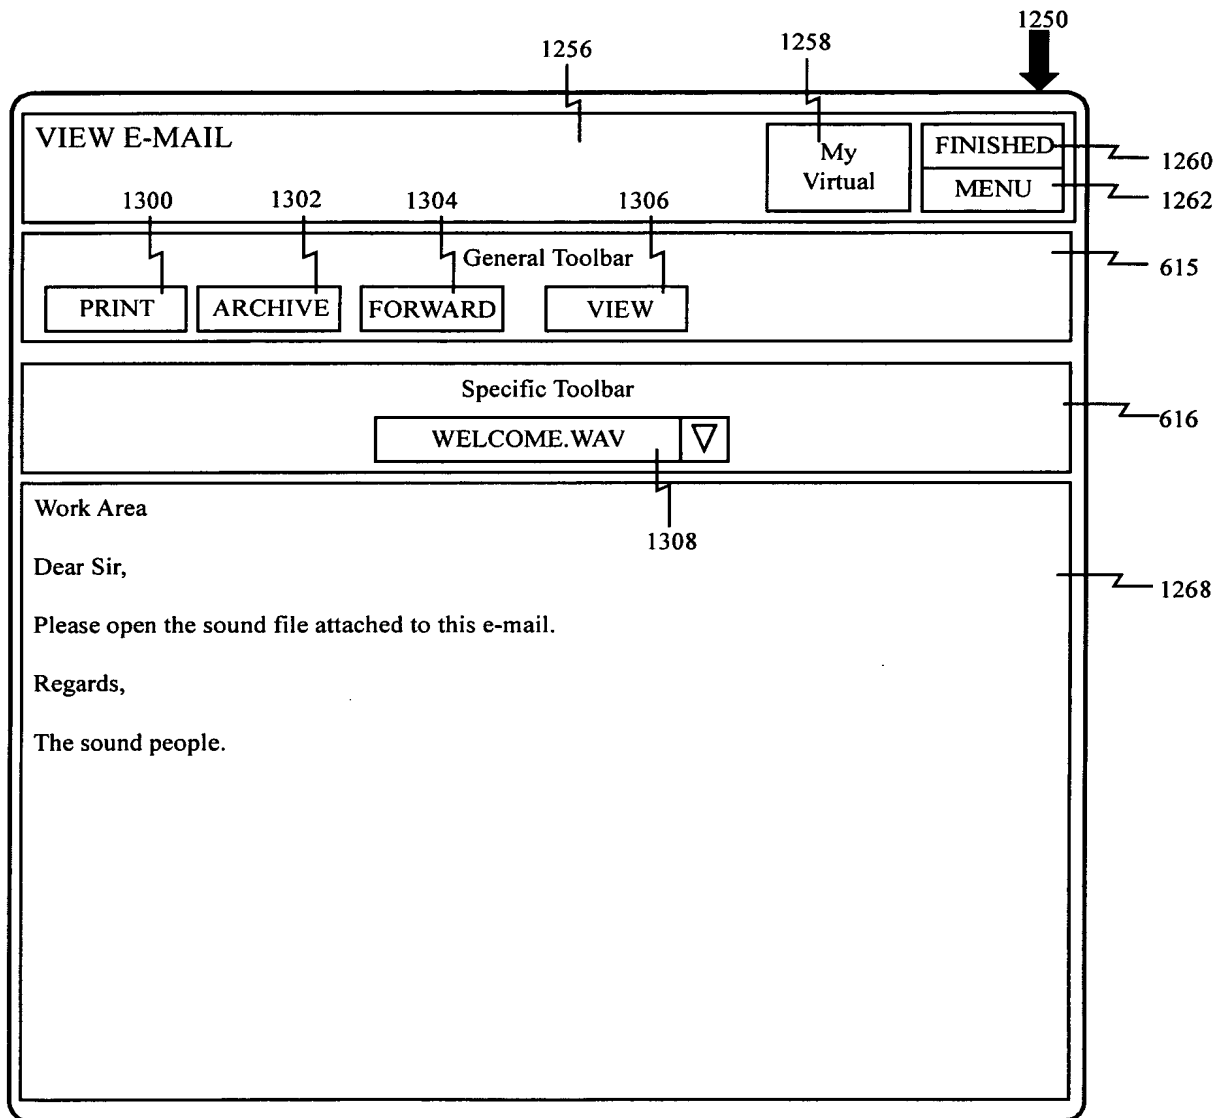 1250
1256
1258
VIEW E-MAIL
My
Virtual
FINISHED
1260
MENU
1262
1300
1302
1304
1306
General Toolbar
615
PRINT
ARCHIVE
FORWARD
VIEW
Specific Toolbar
616
WELCOME.WAV
Work Area
1308
Dear Sir,
1268
Please open the sound file attached to this e-mail.
Regards,
The sound people.